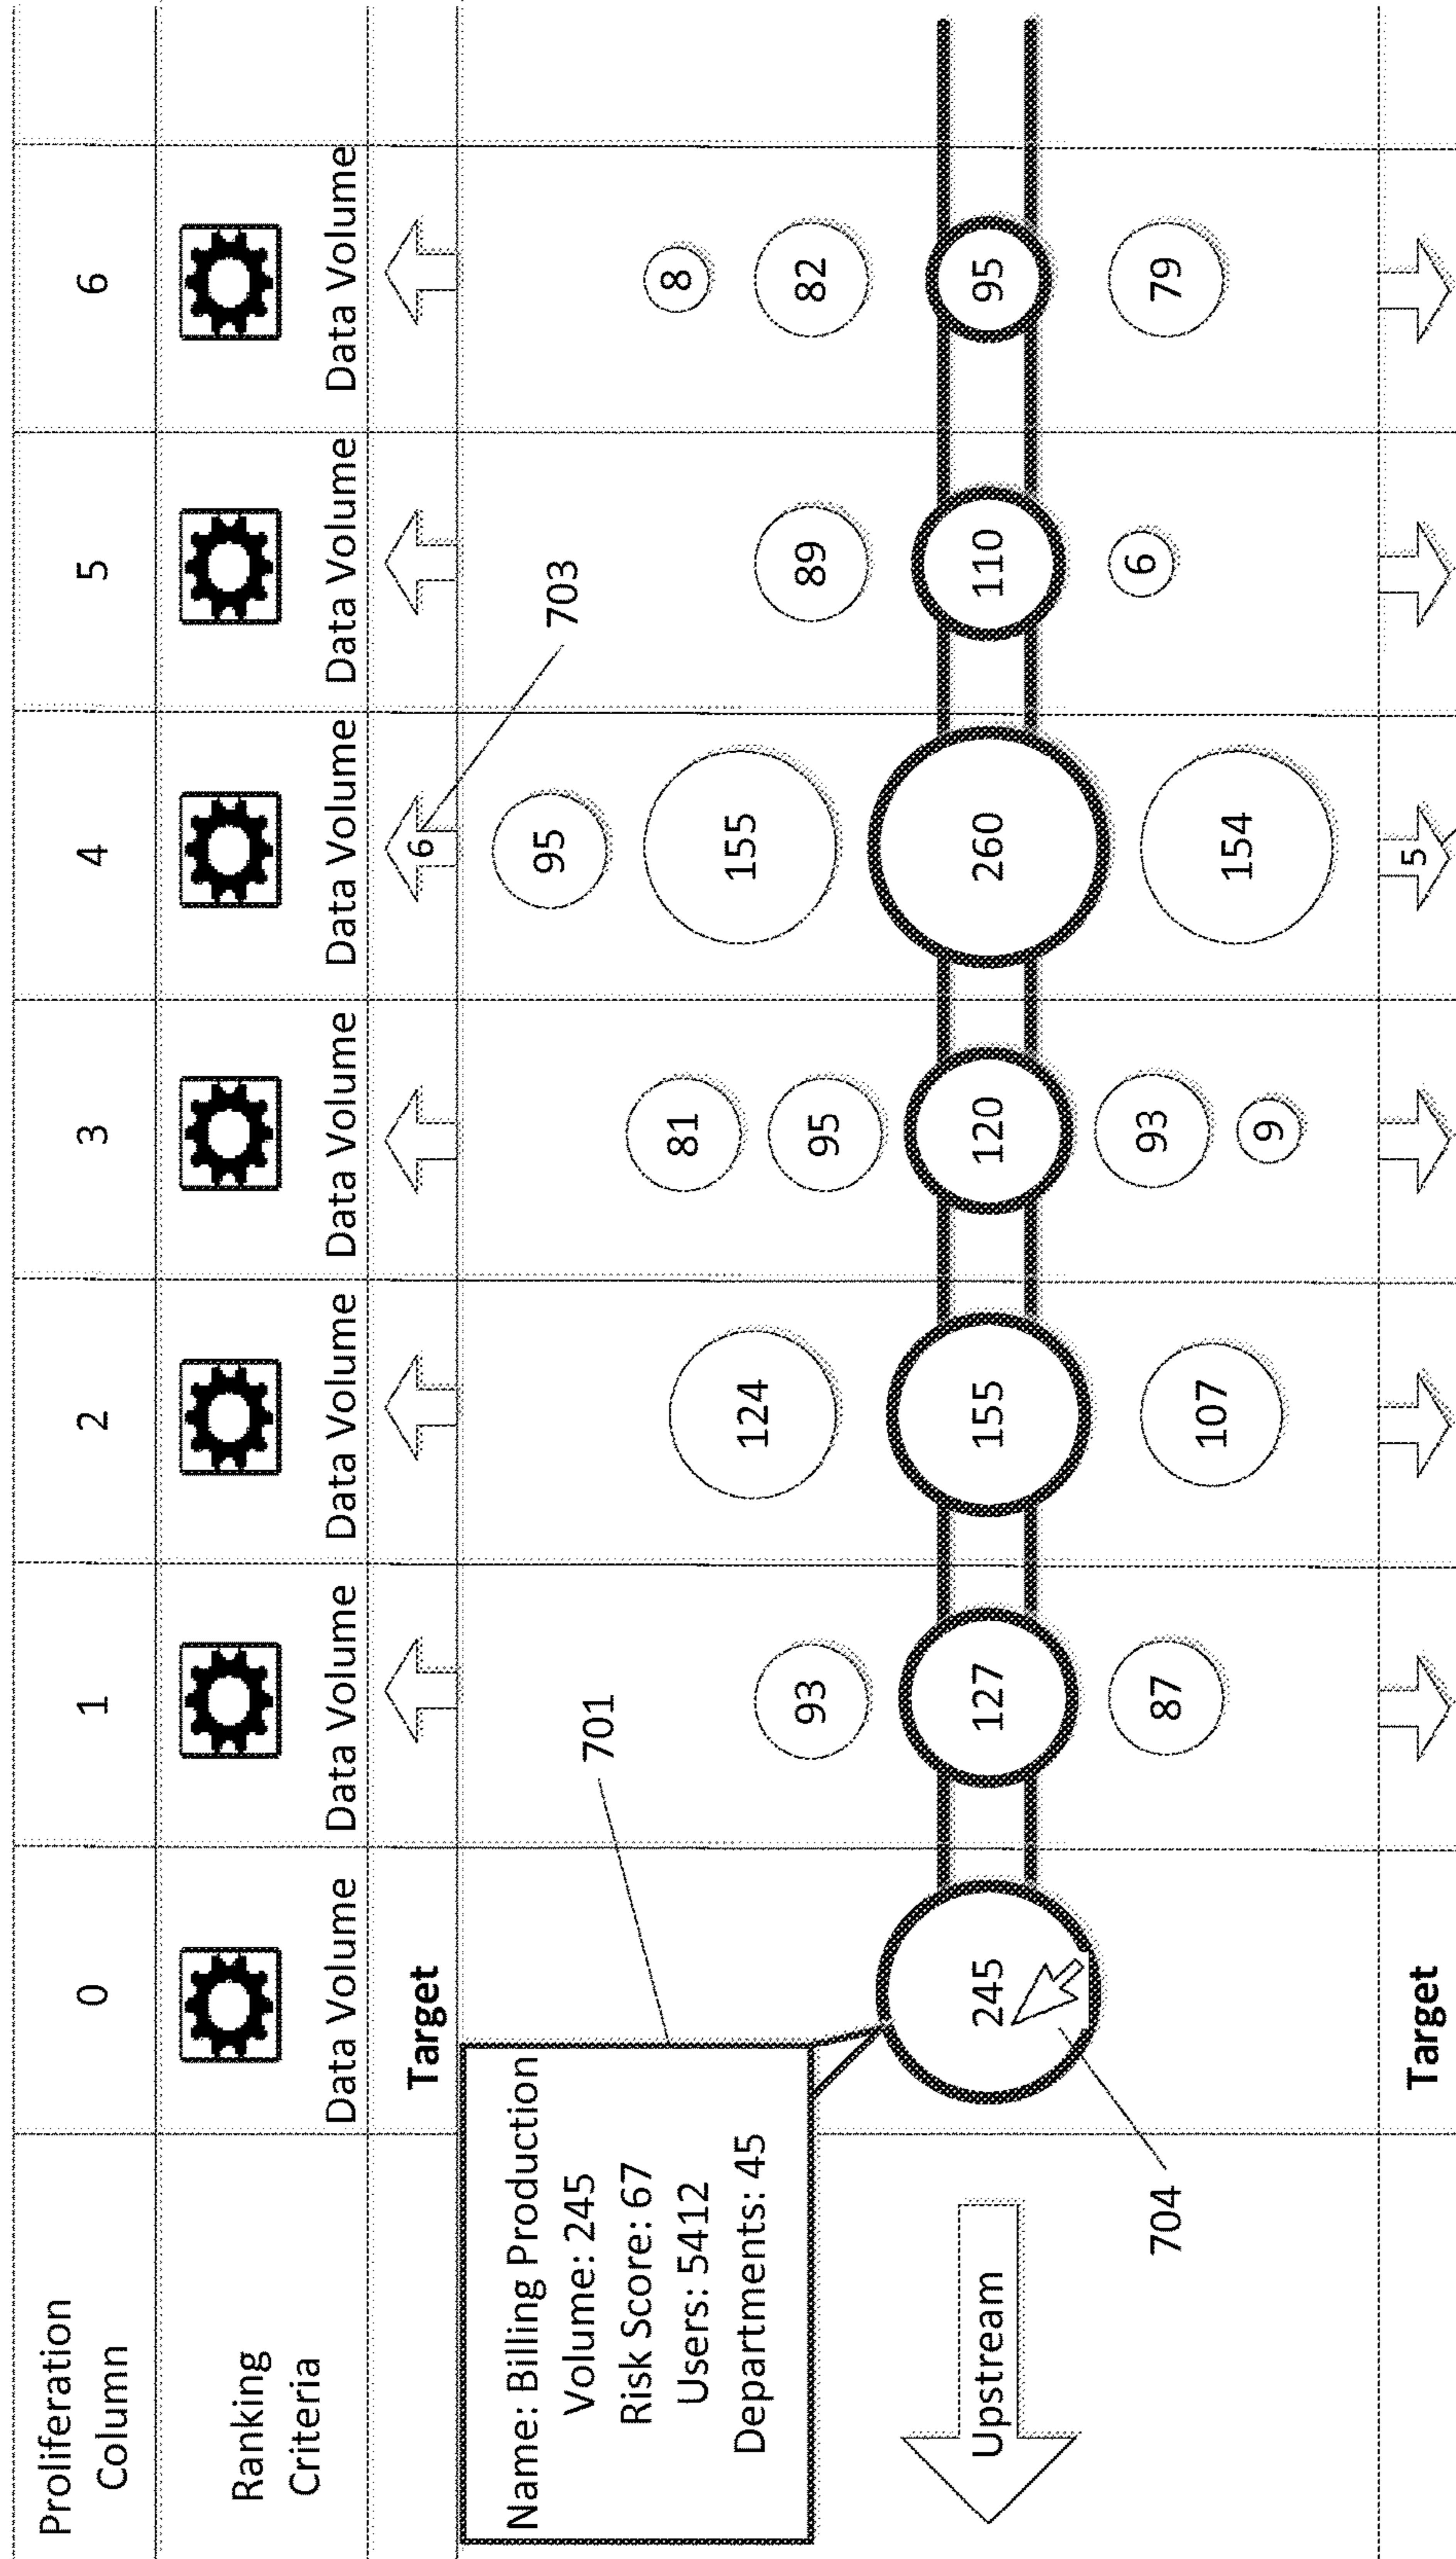 Proliferation
Column
0
1
2
3
4
5
6
Ranking
Criteria
Data Volume
Data Volume
Data Volume
Data Volume
Data Volume
Data Volume
Data Volume
Target
6
703
701
Name: Billing Production
Volume: 245
Risk Score: 67
Users: 5412
Departments: 45
Upstream
704
245
93
127
87
124
155
107
81
95
120
93
9
95
155
260
154
89
110
6
8
82
95
79
Target
5